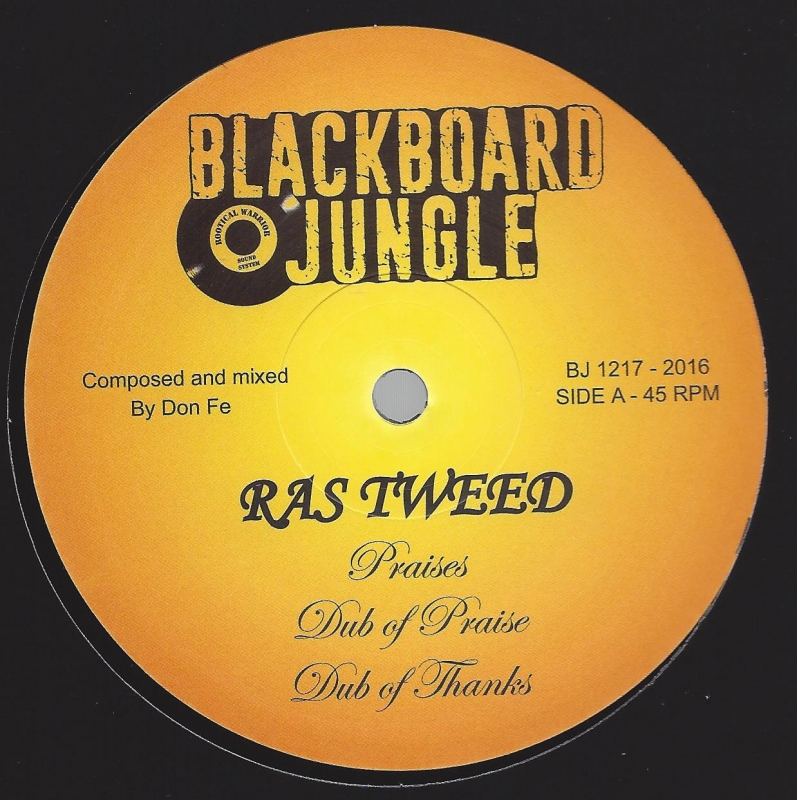 BLACKBOARD
JUNGLE
ROOTICAL WARRIOR
SOUND
SYSTEM
Composed and mixed
By Don Fe
BJ 1217 - 2016
SIDE A - 45 RPM
RAS TWEED
Praises
Dub of Praise
Dub of Thanks